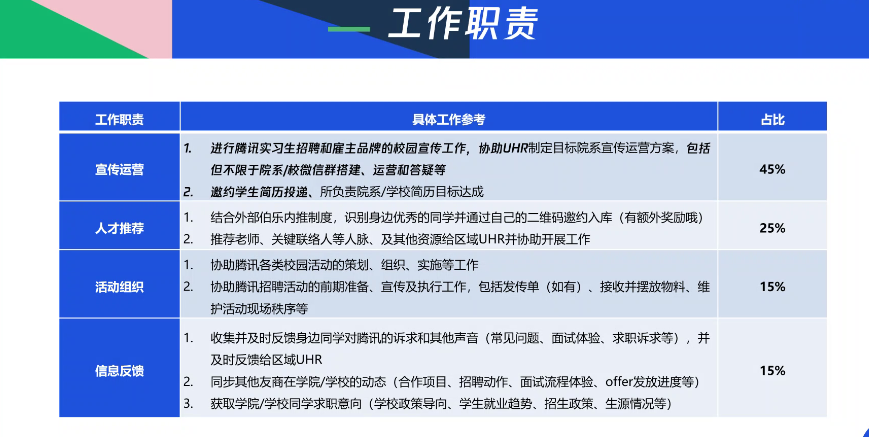 工作职责
工作职责 具体工作参考 占比
宣传运营
1. 进行腾讯实习生招聘和雇主品牌的校园宣传工作，协助UHR制定目标院系宣传运营方案，包括
但不限于院系/校微信群搭建、运营和答疑等
2. 邀约学生简历投递、所负责院系/学校简历目标达成
45%
人才推荐
1. 结合外部伯乐内推制度，识别身边优秀的同学并通过自己的二维码邀约入库（有额外奖励哦）
2. 推荐老师、关键联络人等人脉、及其他资源给区域UHR并协助开展工作
25%
活动组织
1. 协助腾讯各类校园活动的策划、组织、实施等工作
2. 协助腾讯招聘活动的前期准备、宣传及执行工作，包括发传单（如有）、接收并摆放物料、维
护活动现场秩序等
15%
信息反馈
1. 收集并及时反馈身边同学对腾讯的诉求和其他声音（常见问题、面试体验、求职诉求等），并
及时反馈给区域UHR
2. 同步其他友商在学院/学校的动态（合作项目、招聘动作、面试流程体验、offer发放进度等）
3. 获取学院/学校同学求职意向（学校政策导向、学生就业趋势、招生政策、生源情况等）
15%